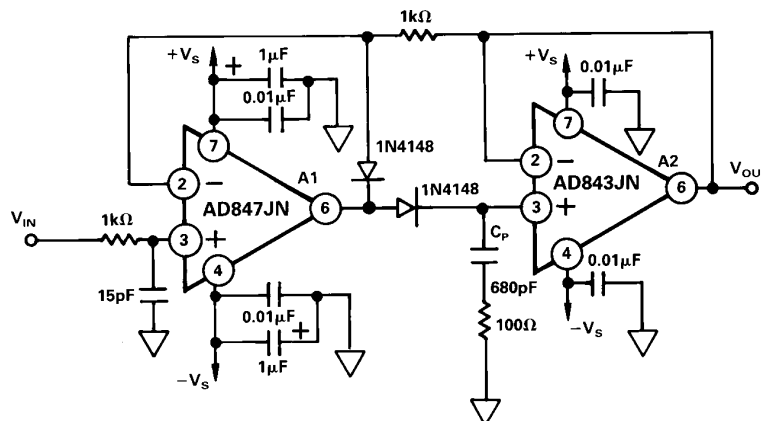 1kΩ
+VS
1µF
+
0.01µF
+VS
0.01µF
7
7
1N4148
2
−
A1
1N4148
2
−
A2
VOU
AD847JN
6
AD843JN
6
VIN
1kΩ
3
+
3
+
CP
4
4
0.01µF
15pF
680pF
0.01µF
+
100Ω
−VS
1µF
−VS